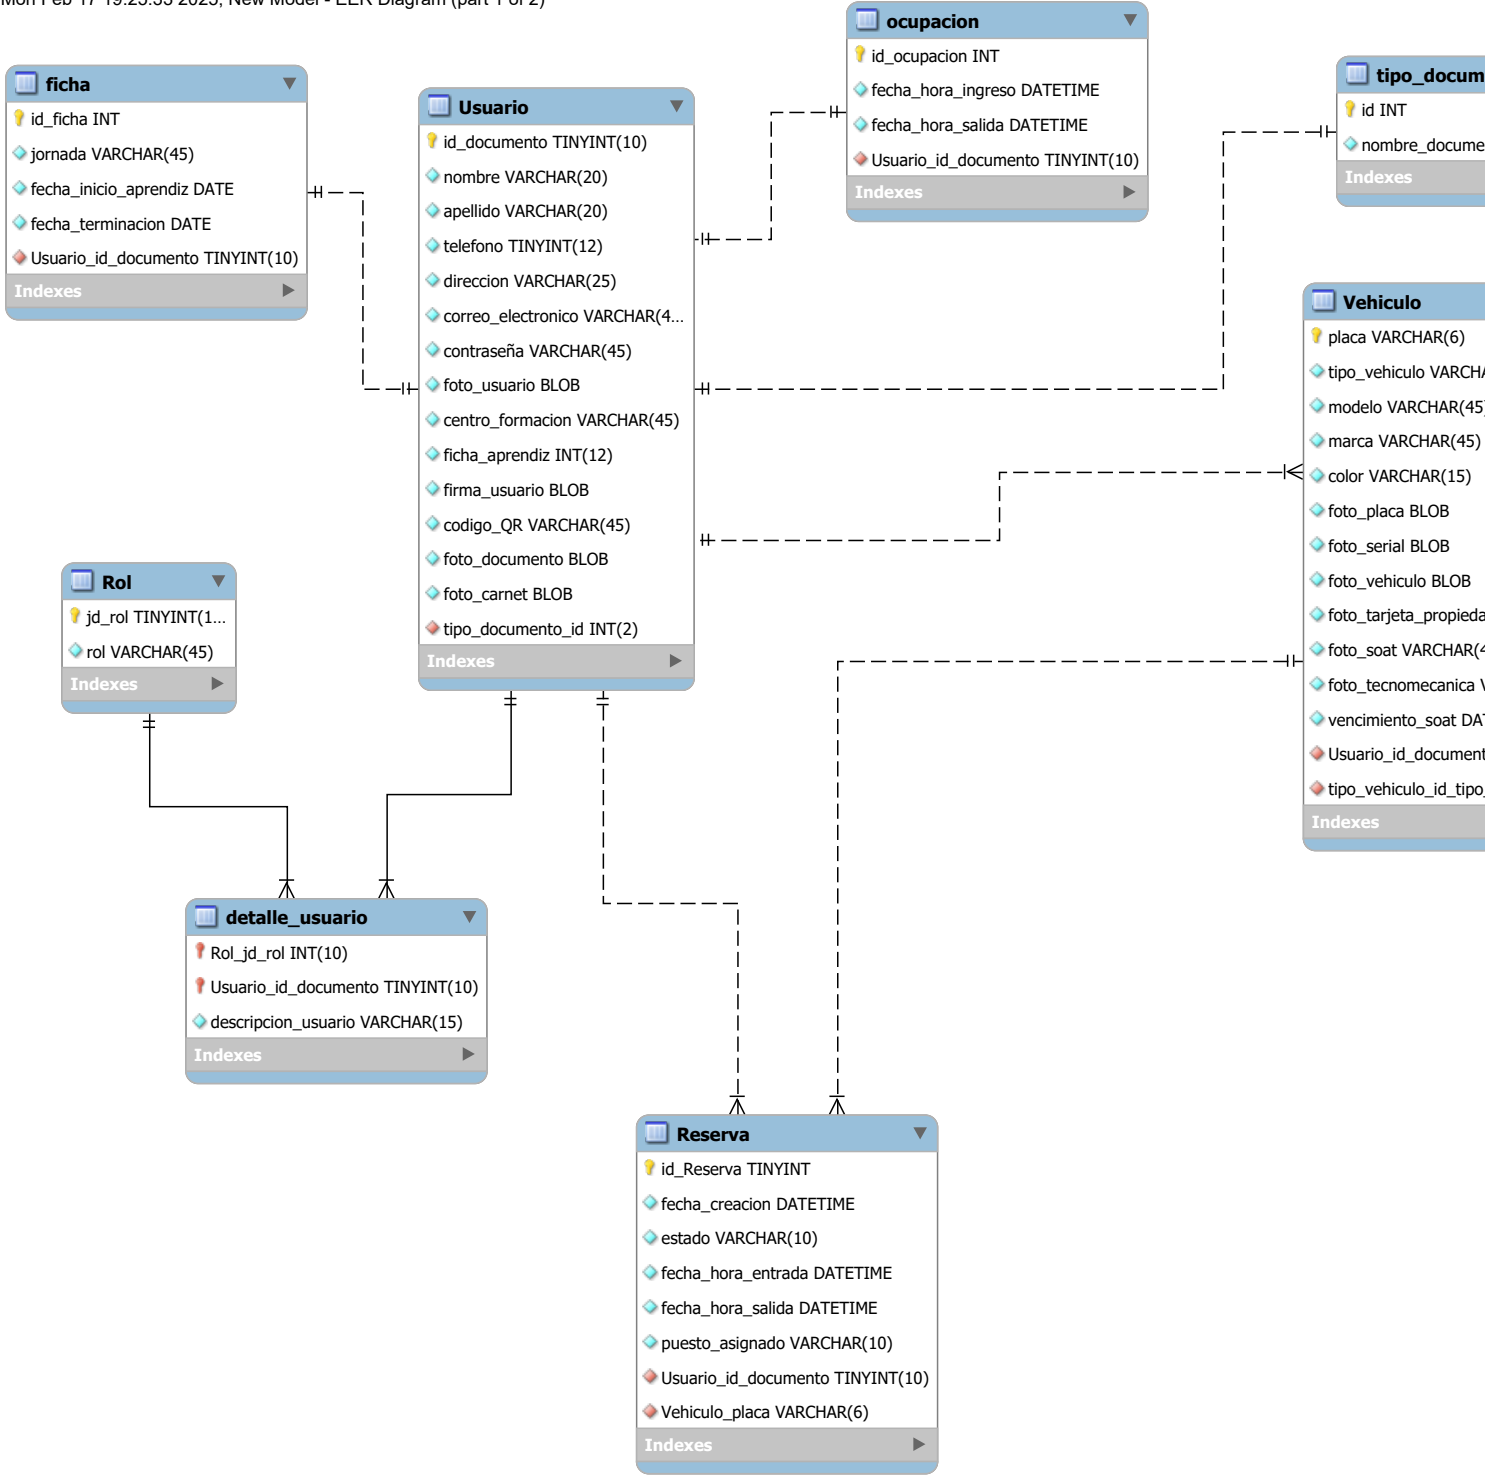 ficha
id_ficha INT
jornada VARCHAR(45)
fecha_inicio_aprendiz DATE
fecha_terminacion DATE
Usuario_id_documento TINYINT(10)
Indexes
Usuario
id_documento TINYINT(10)
nombre VARCHAR(20)
apellido VARCHAR(20)
telefono TINYINT(12)
direccion VARCHAR(25)
correo_electronico VARCHAR(4...
contraseña VARCHAR(45)
foto_usuario BLOB
centro_formacion VARCHAR(45)
ficha_aprendiz INT(12)
firma_usuario BLOB
codigo_QR VARCHAR(45)
foto_documento BLOB
foto_carnet BLOB
tipo_documento_id INT(2)
Indexes
ocupacion
id_ocupacion INT
fecha_hora_ingreso DATETIME
fecha_hora_salida DATETIME
Usuario_id_documento TINYINT(10)
Indexes
tipo_docum
id INT
nombre_docume
Indexes
Vehiculo
placa VARCHAR(6)
tipo_vehiculo VARCHA
modelo VARCHAR(45
marca VARCHAR(45)
color VARCHAR(15)
foto_placa BLOB
foto_serial BLOB
foto_vehiculo BLOB
foto_tarjeta_propieda
foto_soat VARCHAR(4
foto_tecnomecanica V
vencimiento_soat DAT
Usuario_id_document
tipo_vehiculo_id_tipo_
Indexes
Rol
jd_rol TINYINT(1...
rol VARCHAR(45)
Indexes
detalle_usuario
Rol_jd_rol INT(10)
Usuario_id_documento TINYINT(10)
descripcion_usuario VARCHAR(15)
Indexes
Reserva
id_Reserva TINYINT
fecha_creacion DATETIME
estado VARCHAR(10)
fecha_hora_entrada DATETIME
fecha_hora_salida DATETIME
puesto_asignado VARCHAR(10)
Usuario_id_documento TINYINT(10)
Vehiculo_placa VARCHAR(6)
Indexes